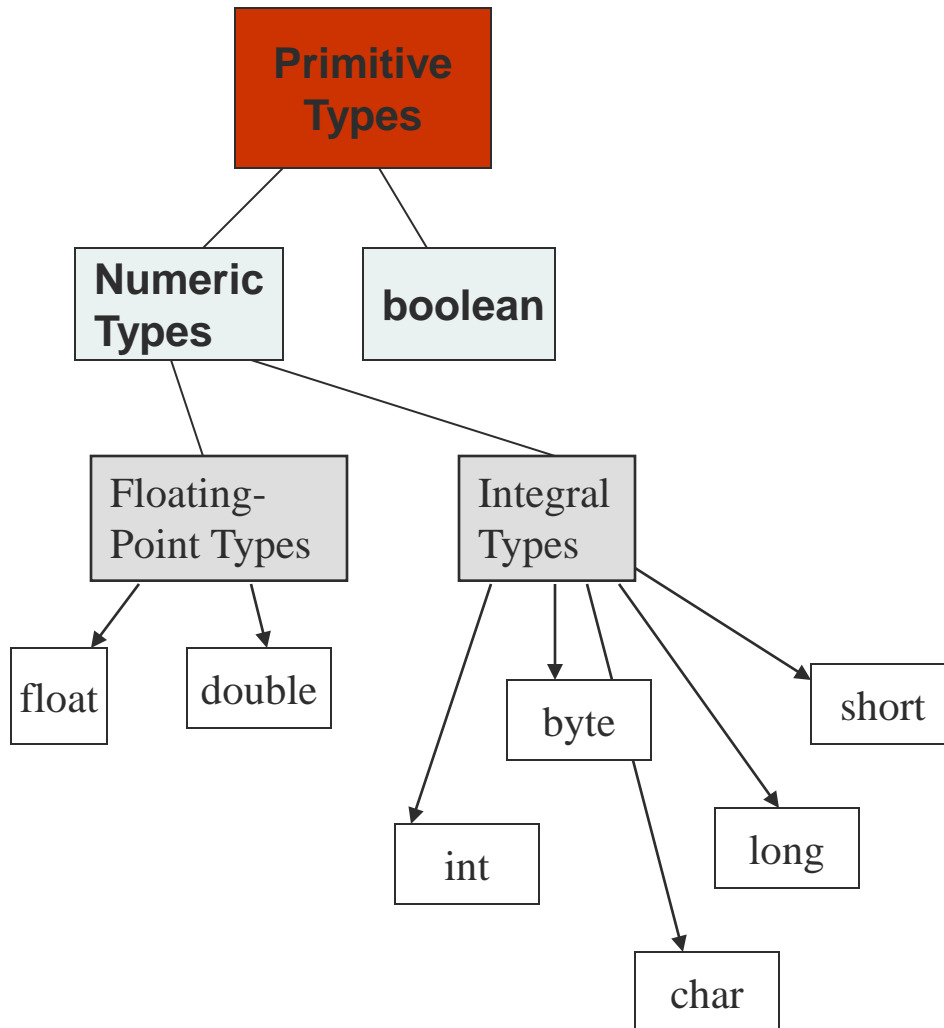 Primitive
Types
Numeric
Types
boolean
Floating-
Point Types
Integral
Types
float
double
byte
short
int
long
char